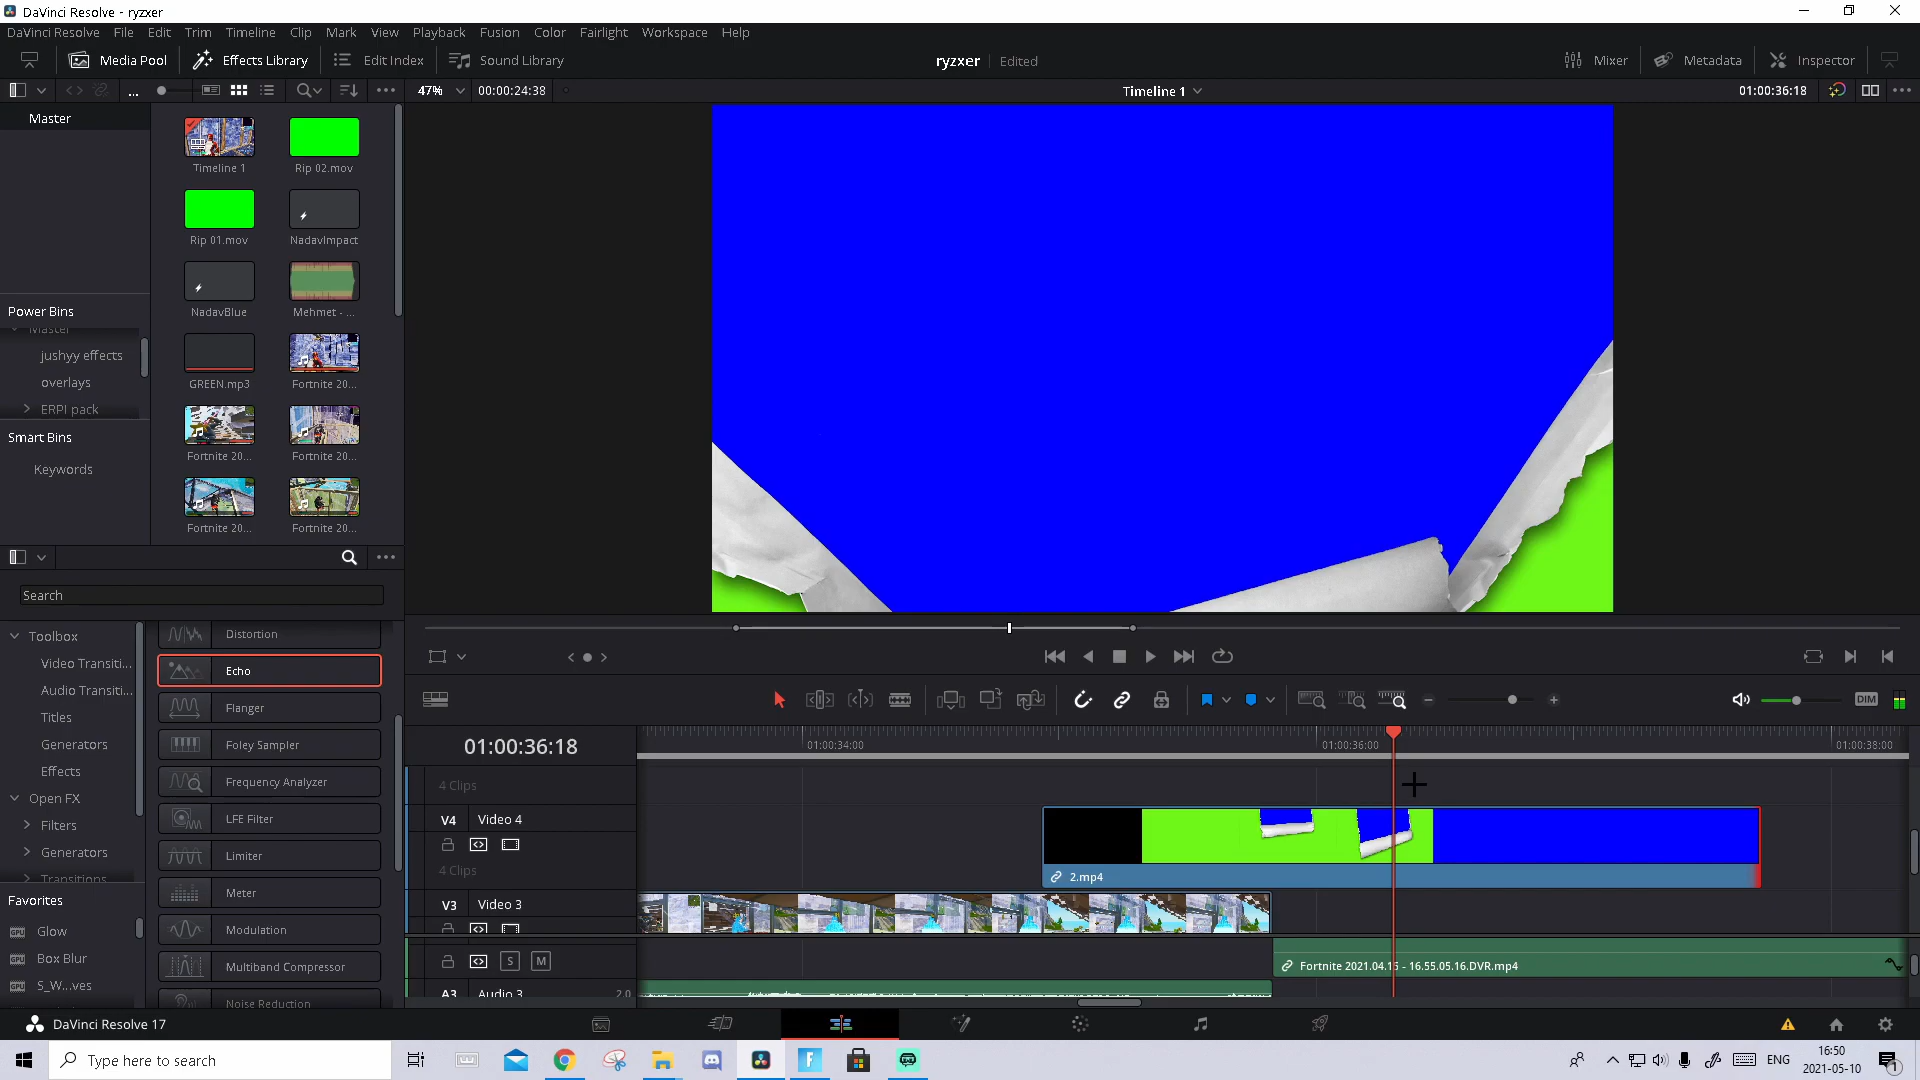 DaVinci Resolve - ryzxer
DaVinci Resolve File Edit Trim Timeline Clip Mark View Playback Fusion Color Fairlight Workspace Help
Media Pool Effects Library Edit Index Sound Library ryzxer Edited Mixer Metadata Inspector
... 47% 00:00:24:38 Timeline 1 01:00:36:18
Master
Timeline 1 Rip 02.mov
Rip 01.mov NadavImpact
NadavBlue Mehmet - ...
Power Bins
Master
jushyy effects
overlays
ERPI pack
GREEN.mp3 Fortnite 20...
Smart Bins
Keywords
Fortnite 20... Fortnite 20...
Fortnite 20... Fortnite 20...
Search
Toolbox
Video Transiti...
Audio Transiti...
Titles
Generators
Effects
Open FX
Filters
Generators
Transitions
Favorites
Glow
Box Blur
S_W...ves
Distortion
Echo
Flanger
Foley Sampler
Frequency Analyzer
LFE Filter
Limiter
Meter
Modulation
Multiband Compressor
Noise Reduction
DIM
01:00:36:18 01:00:34:00 01:00:36:00 01:00:38:00
4 Clips
V4 Video 4
2.mp4
4 Clips
V3 Video 3
S M
Fortnite 2021.04.15 - 16.55.05.16.DVR.mp4
A3 Audio 3 2.0
DaVinci Resolve 17
Type here to search
ENG
16:50
2021-05-10
1